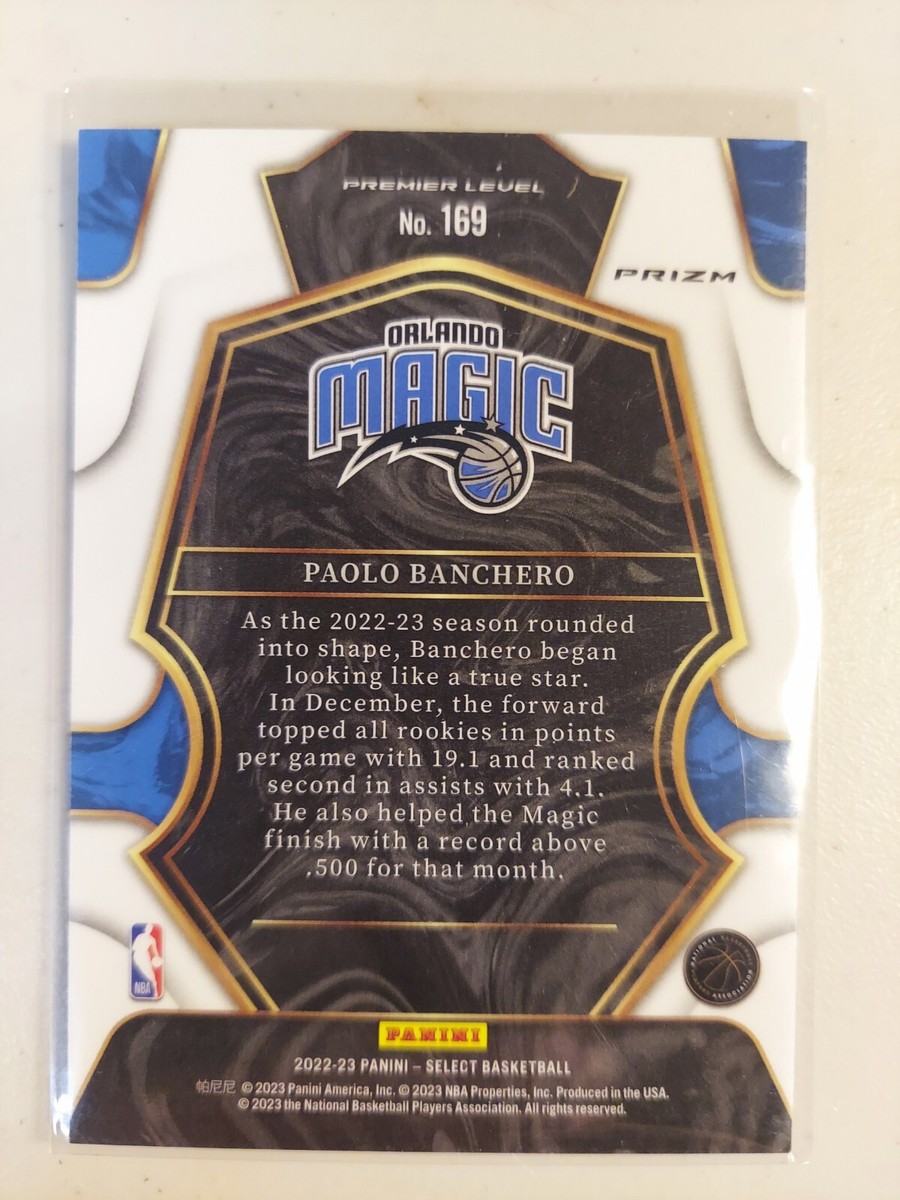 PREMIER LEVEL
No. 169
PRIZM
ORLANDO
MAGIC
PAOLO BANCHERO
As the 2022-23 season rounded
into shape, Banchero began
looking like a true star.
In December, the forward
topped all rookies in points
per game with 19.1 and ranked
second in assists with 4.1.
He also helped the Magic
finish with a record above
.500 for that month.
NBA
NATIONAL BASKETBALL
PLAYERS ASSOCIATION
PANINI
2022-23 PANINI – SELECT BASKETBALL
帕尼尼 © 2023 Panini America, Inc. © 2023 NBA Properties, Inc. Produced in the USA.
© 2023 the National Basketball Players Association. All rights reserved.